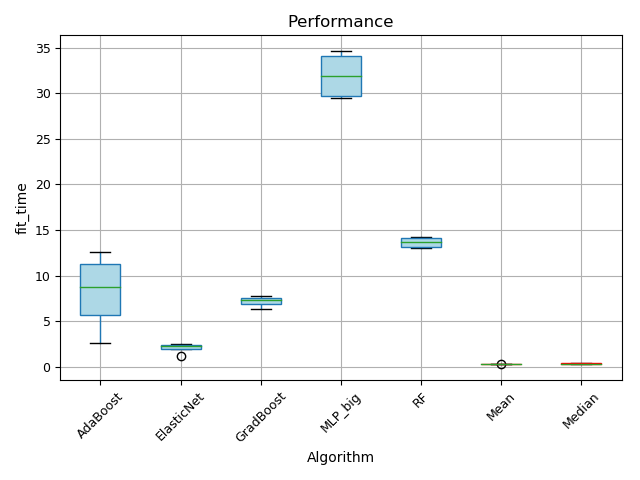 Performance
35
30
25
20
15
10
5
0
fit_time
AdaBoost
ElasticNet
GradBoost
MLP_big
RF
Mean
Median
Algorithm